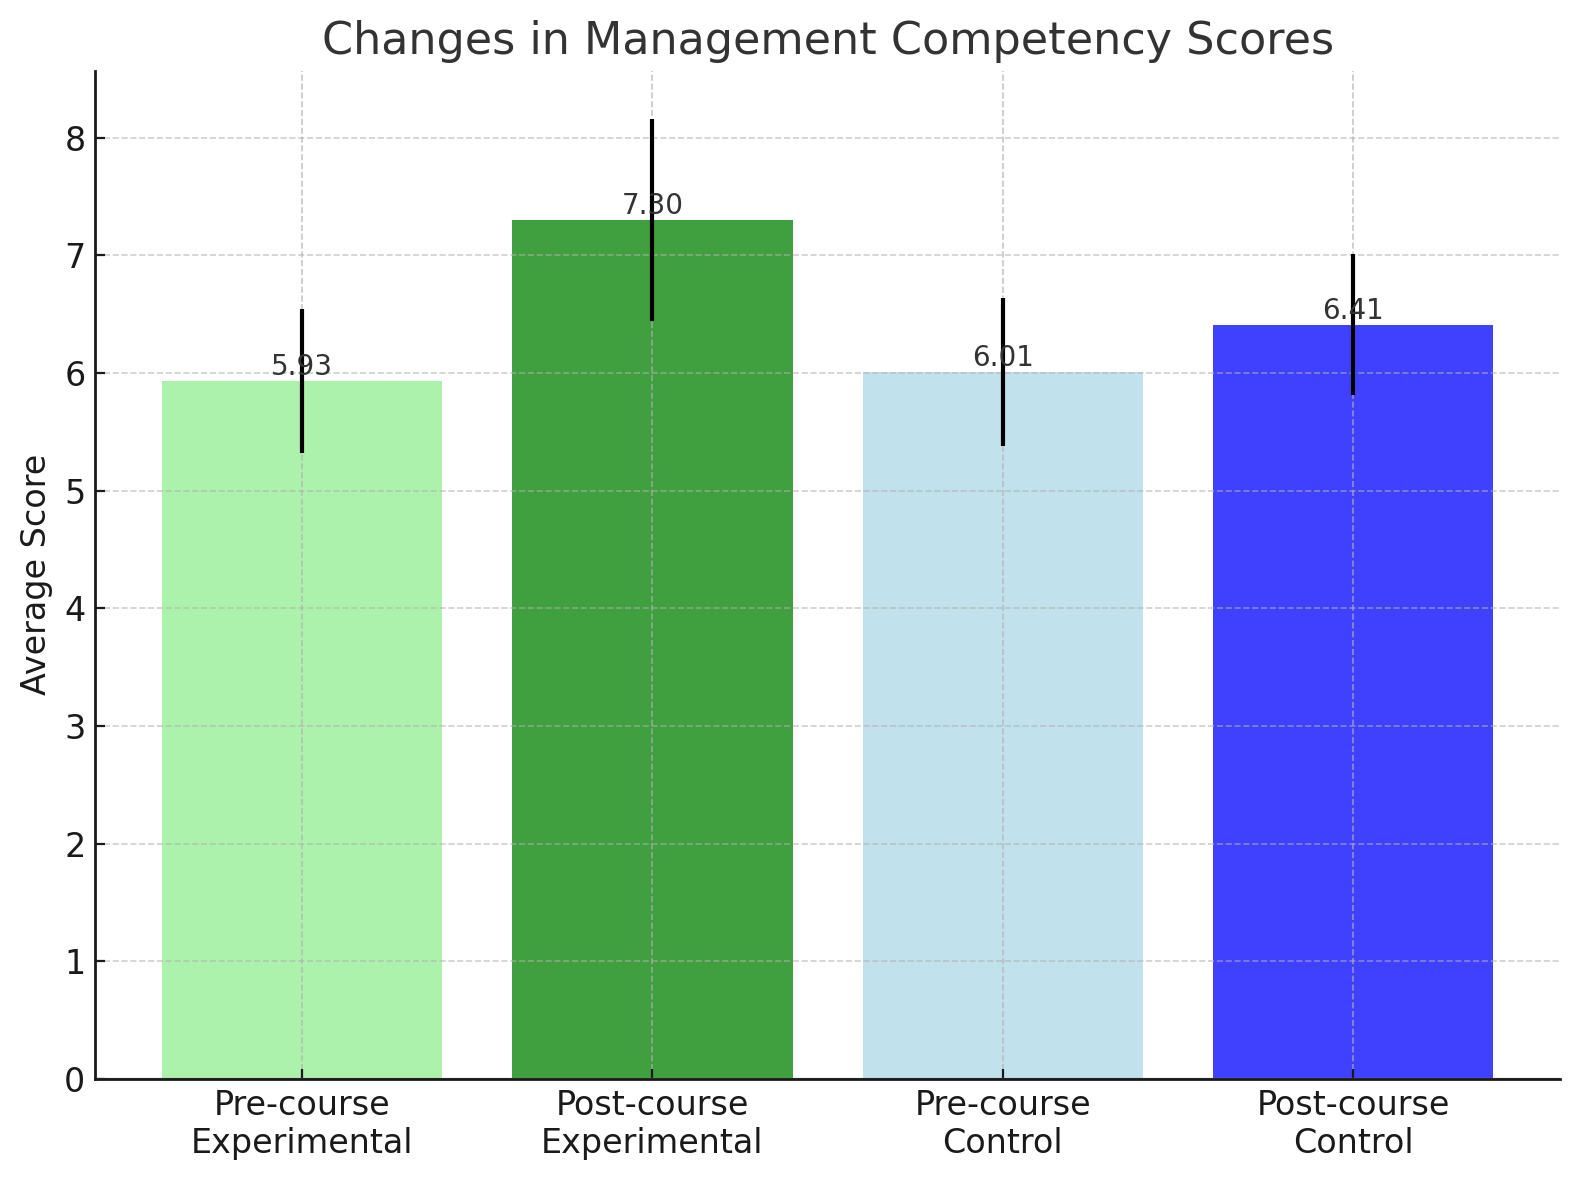 Changes in Management Competency Scores
Average Score
8
7
6
5
4
3
2
1
0
5.93
7.30
6.01
6.41
Pre-course
Experimental
Post-course
Experimental
Pre-course
Control
Post-course
Control